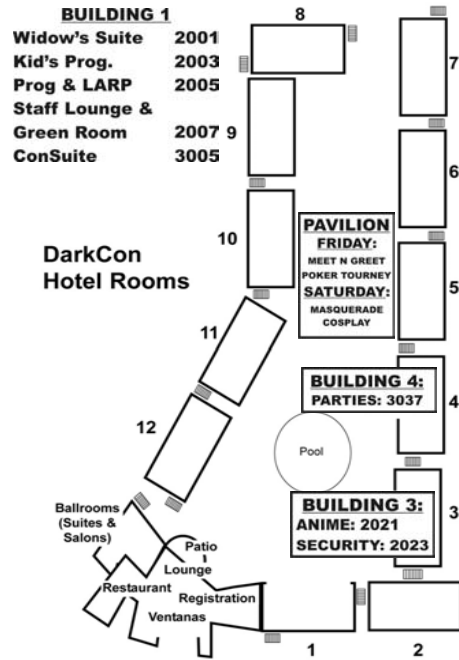 BUILDING 1
Widow's Suite 2001
Kid's Prog. 2003
Prog & LARP 2005
Staff Lounge &
Green Room 2007
ConSuite 3005
8
7
9
6
10
PAVILION
FRIDAY:
MEET N GREET
POKER TOURNEY
SATURDAY:
MASQUERADE
COSPLAY
DarkCon
Hotel Rooms
5
11
BUILDING 4:
PARTIES: 3037
4
12
Pool
BUILDING 3:
ANIME: 2021
SECURITY: 2023
3
Ballrooms
(Suites &
Salons)
Patio
Lounge
Restaurant
Registration
Ventanas
1
2